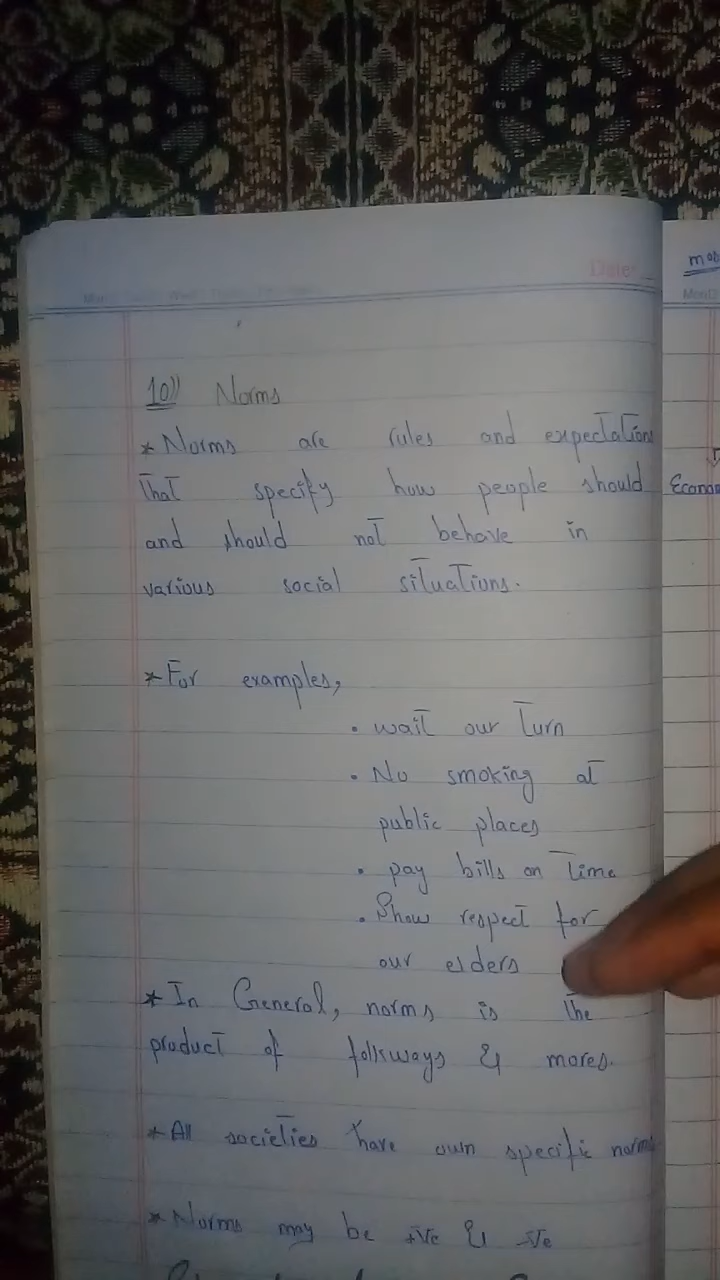 Date:
10)) Norms
* Norms are rules and expectations
that specify how people should
and should not behave in
various social situations.
* For examples,
• wait our turn
• No smoking at
public places
• pay bills on time
• Show respect for
our elders
* In General, norms is the
product of folkways & mores.
* All societies have own specific norms
* Norms may be +ve & -ve